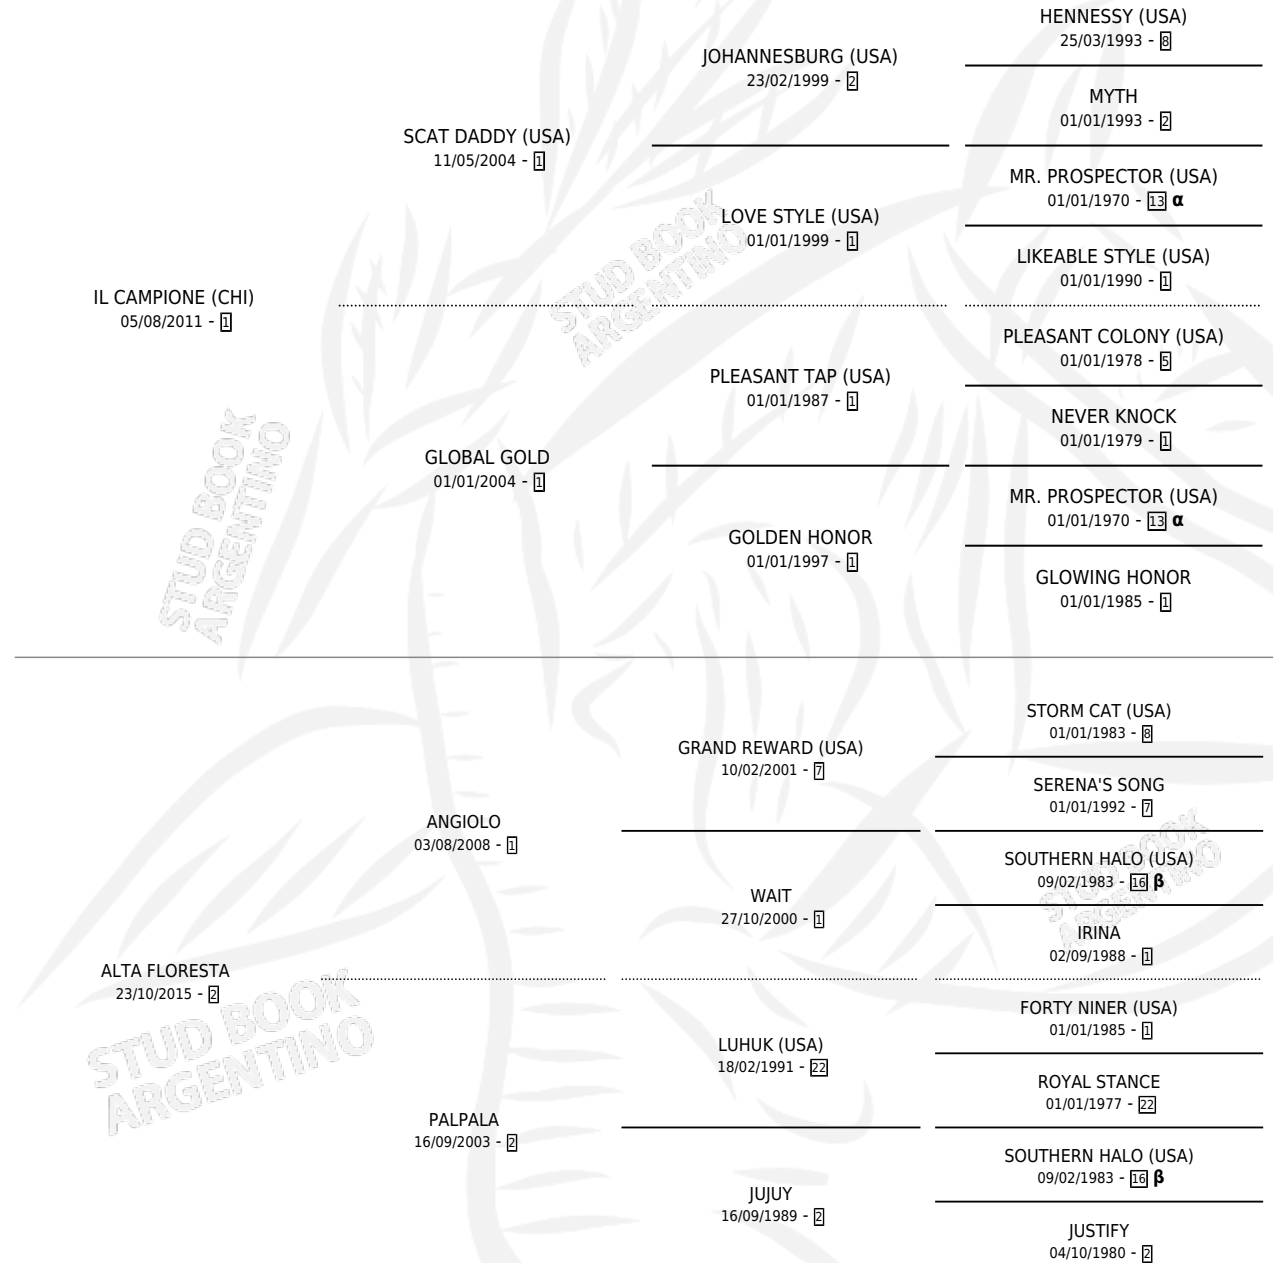 HENNESSY (USA)
25/03/1993 - 8
JOHANNESBURG (USA)
23/02/1999 - 2
MYTH
01/01/1993 - 2
SCAT DADDY (USA)
11/05/2004 - 1
MR. PROSPECTOR (USA)
01/01/1970 - 13 α
LOVE STYLE (USA)
01/01/1999 - 1
LIKEABLE STYLE (USA)
01/01/1990 - 1
IL CAMPIONE (CHI)
05/08/2011 - 1
PLEASANT COLONY (USA)
01/01/1978 - 5
PLEASANT TAP (USA)
01/01/1987 - 1
NEVER KNOCK
01/01/1979 - 1
GLOBAL GOLD
01/01/2004 - 1
MR. PROSPECTOR (USA)
01/01/1970 - 13 α
GOLDEN HONOR
01/01/1997 - 1
GLOWING HONOR
01/01/1985 - 1
STORM CAT (USA)
01/01/1983 - 8
GRAND REWARD (USA)
10/02/2001 - 7
SERENA'S SONG
01/01/1992 - 7
ANGIOLO
03/08/2008 - 1
SOUTHERN HALO (USA)
09/02/1983 - 16 β
WAIT
27/10/2000 - 1
IRINA
02/09/1988 - 1
ALTA FLORESTA
23/10/2015 - 2
FORTY NINER (USA)
01/01/1985 - 1
LUHUK (USA)
18/02/1991 - 22
ROYAL STANCE
01/01/1977 - 22
PALPALA
16/09/2003 - 2
SOUTHERN HALO (USA)
09/02/1983 - 16 β
JUJUY
16/09/1989 - 2
JUSTIFY
04/10/1980 - 2
STUD BOOK
ARGENTINO
STUD BOOK
ARGENTINO
STUD BOOK
ARGENTINO
STUD BOOK
ARGENTINO